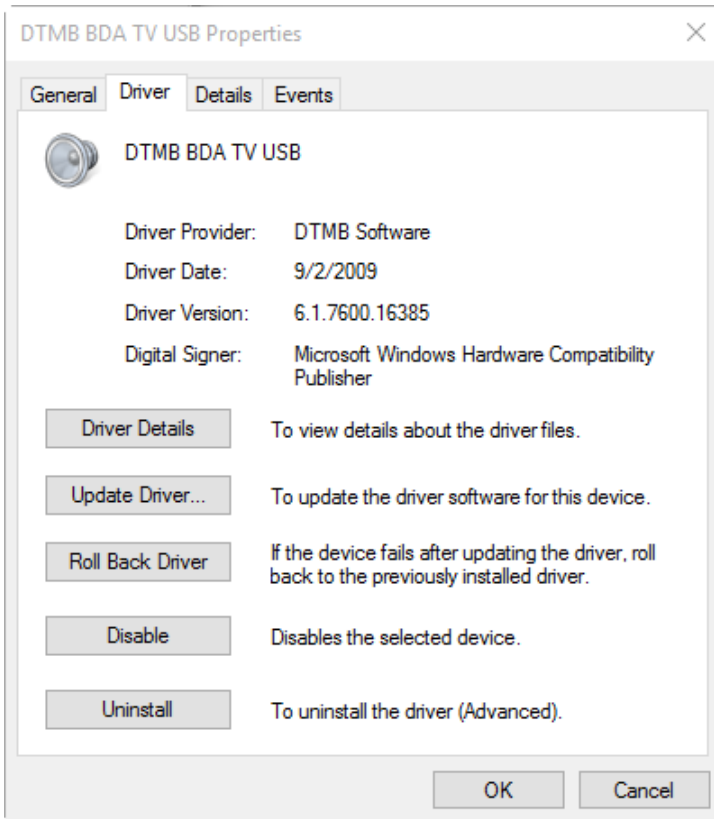 DTMB BDA TV USB Properties
General Driver Details Events
DTMB BDA TV USB
Driver Provider: DTMB Software
Driver Date: 9/2/2009
Driver Version: 6.1.7600.16385
Digital Signer: Microsoft Windows Hardware Compatibility
Publisher
Driver Details To view details about the driver files.
Update Driver... To update the driver software for this device.
Roll Back Driver If the device fails after updating the driver, roll
back to the previously installed driver.
Disable Disables the selected device.
Uninstall To uninstall the driver (Advanced).
OK Cancel